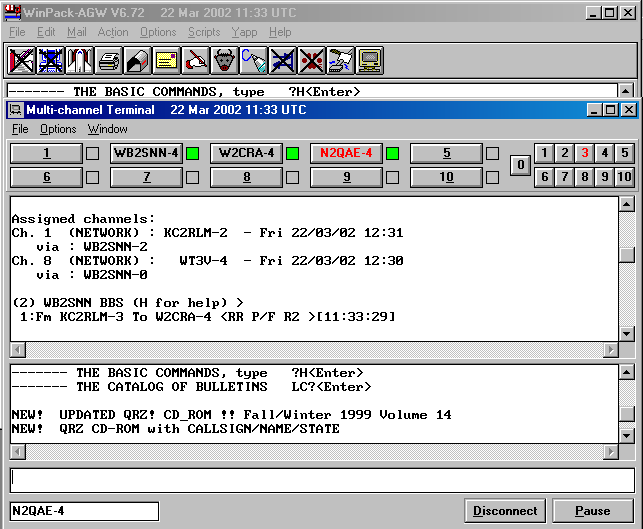 WinPack-AGW V6.72 22 Mar 2002 11:33 UTC
File Edit Mail Action Options Scripts Yapp Help
------- THE BASIC COMMANDS, type ?H<Enter>
Multi-channel Terminal 22 Mar 2002 11:33 UTC
File Options Window
1 WB2SNN-4 W2CRA-4 N2QAE-4 5 0 1 2 3 4 5
6 7 8 9 10 6 7 8 9 10
Assigned channels:
Ch. 1 (NETWORK) : KC2RLM-2 - Fri 22/03/02 12:31
via : WB2SNN-2
Ch. 8 (NETWORK) : WT3V-4 - Fri 22/03/02 12:30
via : WB2SNN-0
(2) WB2SNN BBS (H for help) >
1:Fm KC2RLM-3 To W2CRA-4 <RR P/F R2 >[11:33:29]
------- THE BASIC COMMANDS, type ?H<Enter>
------- THE CATALOG OF BULLETINS LC?<Enter>
NEW! UPDATED QRZ! CD_ROM !! Fall/Winter 1999 Volume 14
NEW! QRZ CD-ROM with CALLSIGN/NAME/STATE
N2QAE-4 Disconnect Pause